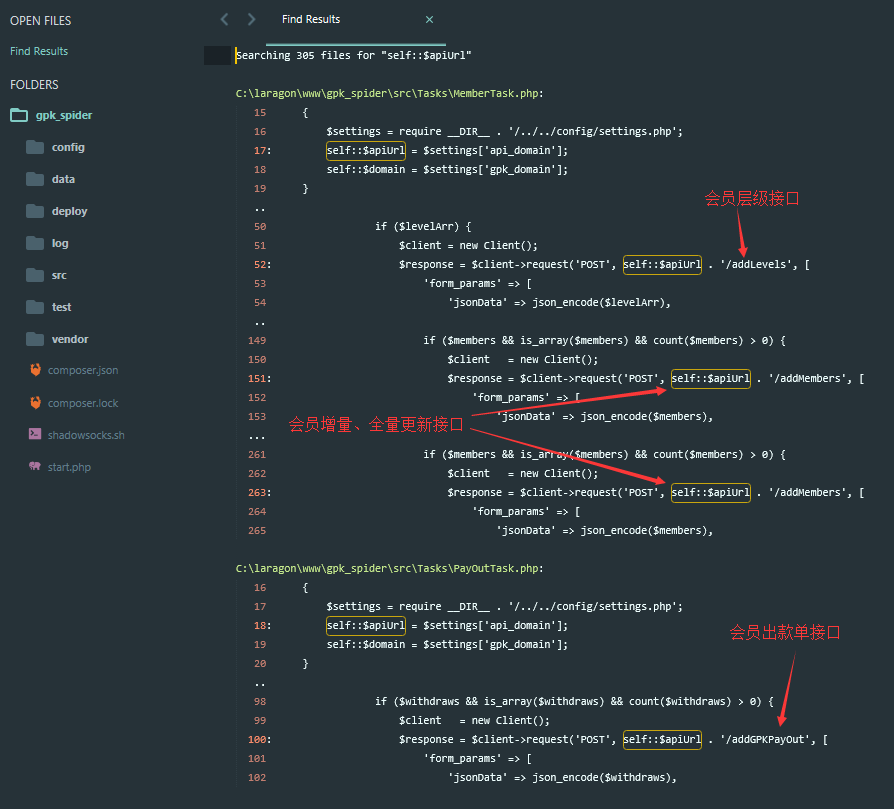 OPEN FILES
Find Results
FOLDERS
gpk_spider
config
data
deploy
log
src
test
vendor
composer.json
composer.lock
shadowsocks.sh
start.php
Find Results
Searching 305 files for "self::$apiUrl"
C:\laragon\www\gpk_spider\src\Tasks\MemberTask.php:
15 {
16 $settings = require __DIR__ . '/../../config/settings.php';
17: self::$apiUrl = $settings['api_domain'];
18 self::$domain = $settings['gpk_domain'];
19 }
..
会员层级接口
50 if ($levelArr) {
51 $client = new Client();
52: $response = $client->request('POST', self::$apiUrl . '/addLevels', [
53 'form_params' => [
54 'jsonData' => json_encode($levelArr),
..
149 if ($members && is_array($members) && count($members) > 0) {
150 $client   = new Client();
151: $response = $client->request('POST', self::$apiUrl . '/addMembers', [
152 'form_params' => [
153 'jsonData' => json_encode($members),
会员增量、全量更新接口
...
261 if ($members && is_array($members) && count($members) > 0) {
262 $client   = new Client();
263: $response = $client->request('POST', self::$apiUrl . '/addMembers', [
264 'form_params' => [
265 'jsonData' => json_encode($members),
C:\laragon\www\gpk_spider\src\Tasks\PayOutTask.php:
16 {
17 $settings = require __DIR__ . '/../../config/settings.php';
18: self::$apiUrl = $settings['api_domain'];
19 self::$domain = $settings['gpk_domain'];
20 }
会员出款单接口
..
98 if ($withdraws && is_array($withdraws) && count($withdraws) > 0) {
99 $client   = new Client();
100: $response = $client->request('POST', self::$apiUrl . '/addGPKPayOut', [
101 'form_params' => [
102 'jsonData' => json_encode($withdraws),